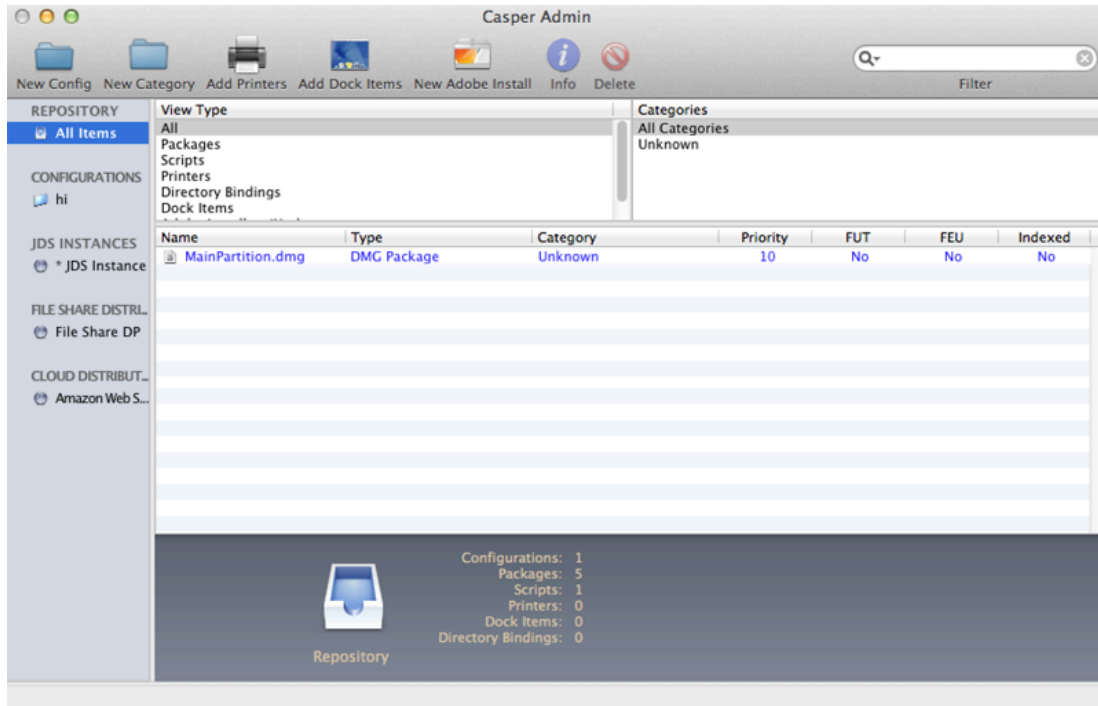 Casper Admin
New Config New Category Add Printers Add Dock Items New Adobe Install Info Delete Filter
REPOSITORY
All Items
CONFIGURATIONS
hi
JDS INSTANCES
* JDS Instance
FILE SHARE DISTRI...
File Share DP
CLOUD DISTRIBUT...
Amazon Web S...
View Type
All
Packages
Scripts
Printers
Directory Bindings
Dock Items
Categories
All Categories
Unknown
Name Type Category Priority FUT FEU Indexed
MainPartition.dmg DMG Package Unknown 10 No No No
Configurations: 1
Packages: 5
Scripts: 1
Printers: 0
Dock Items: 0
Directory Bindings: 0
Repository